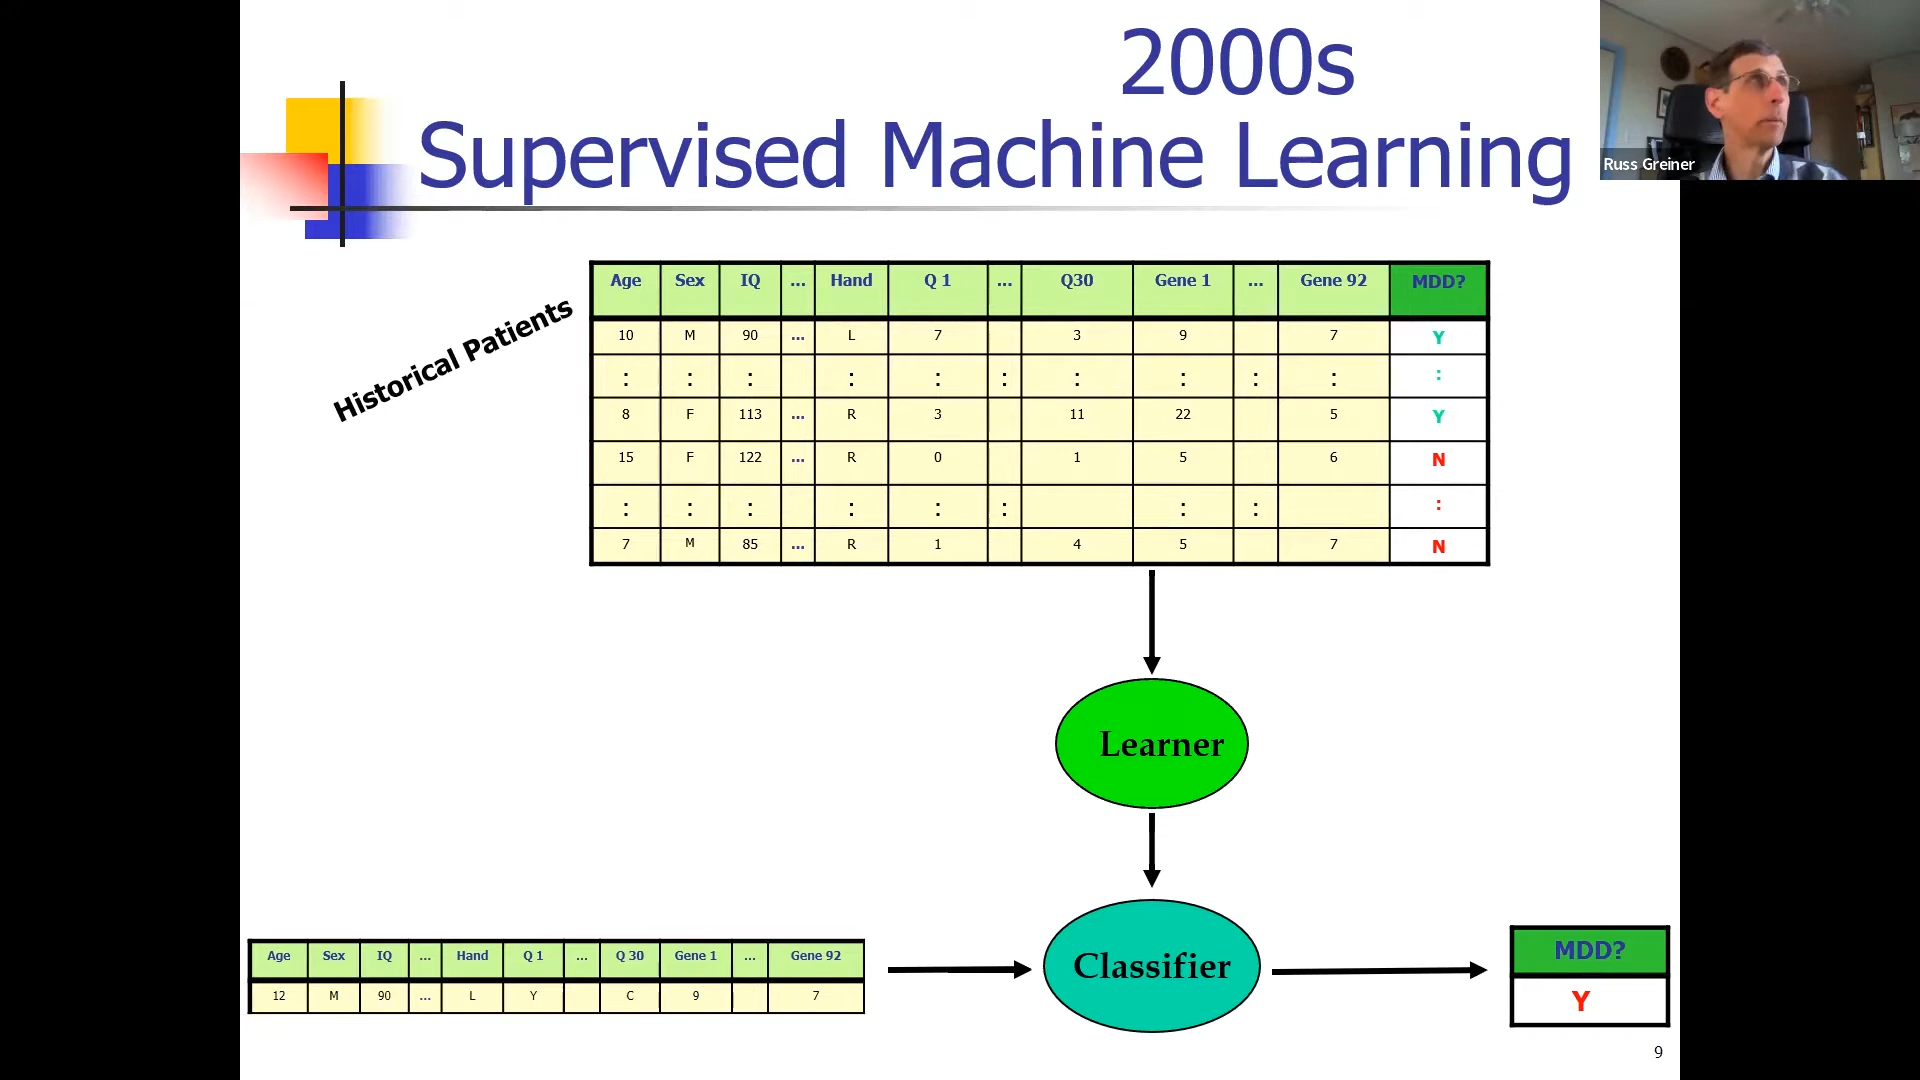 2000s
Supervised Machine Learning
Russ Greiner
Historical Patients
Age Sex IQ ... Hand Q 1 ... Q30 Gene 1 ... Gene 92 MDD?
10 M 90 ... L 7 3 9 7 Y
: : : : : : : : : : :
8 F 113 ... R 3 11 22 5 Y
15 F 122 ... R 0 1 5 6 N
: : : : : : : : :
7 M 85 ... R 1 4 5 7 N
Learner
Classifier
Age Sex IQ ... Hand Q 1 ... Q 30 Gene 1 ... Gene 92
12 M 90 ... L Y C 9 7
MDD?
Y
9